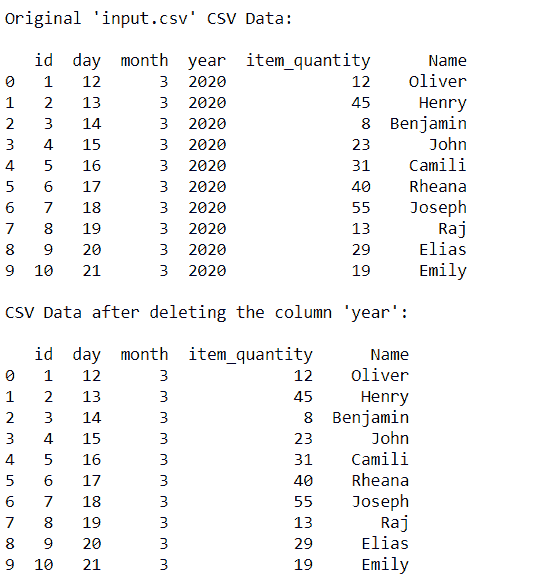 Original 'input.csv' CSV Data:
id day month year item_quantity Name
0 1 12 3 2020 12 Oliver
1 2 13 3 2020 45 Henry
2 3 14 3 2020 8 Benjamin
3 4 15 3 2020 23 John
4 5 16 3 2020 31 Camili
5 6 17 3 2020 40 Rheana
6 7 18 3 2020 55 Joseph
7 8 19 3 2020 13 Raj
8 9 20 3 2020 29 Elias
9 10 21 3 2020 19 Emily
CSV Data after deleting the column 'year':
id day month item_quantity Name
0 1 12 3 12 Oliver
1 2 13 3 45 Henry
2 3 14 3 8 Benjamin
3 4 15 3 23 John
4 5 16 3 31 Camili
5 6 17 3 40 Rheana
6 7 18 3 55 Joseph
7 8 19 3 13 Raj
8 9 20 3 29 Elias
9 10 21 3 19 Emily